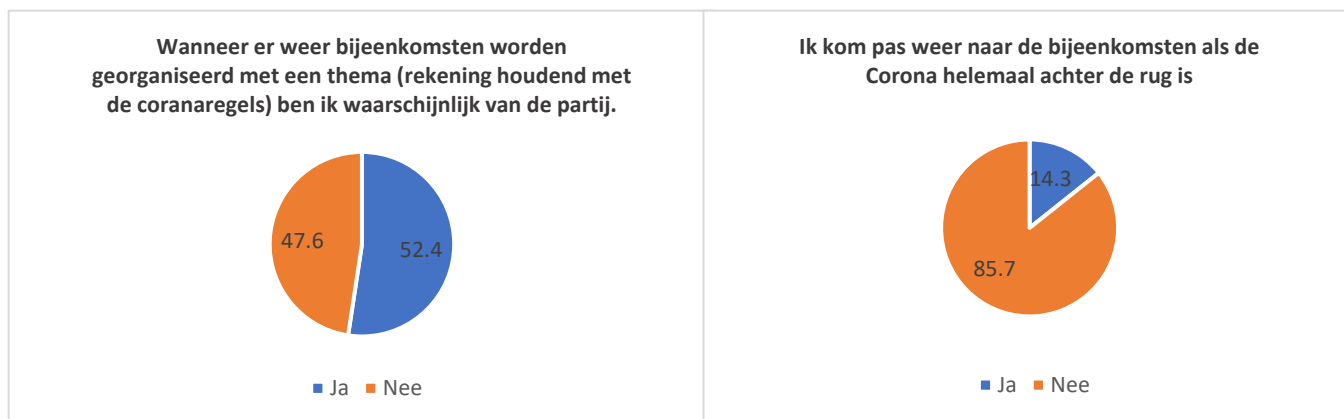 Wanneer er weer bijeenkomsten worden
georganiseerd met een thema (rekening houdend met
de coranaregels) ben ik waarschijnlijk van de partij.
47.6
52.4
Ja Nee
Ik kom pas weer naar de bijeenkomsten als de
Corona helemaal achter de rug is
14.3
85.7
Ja Nee